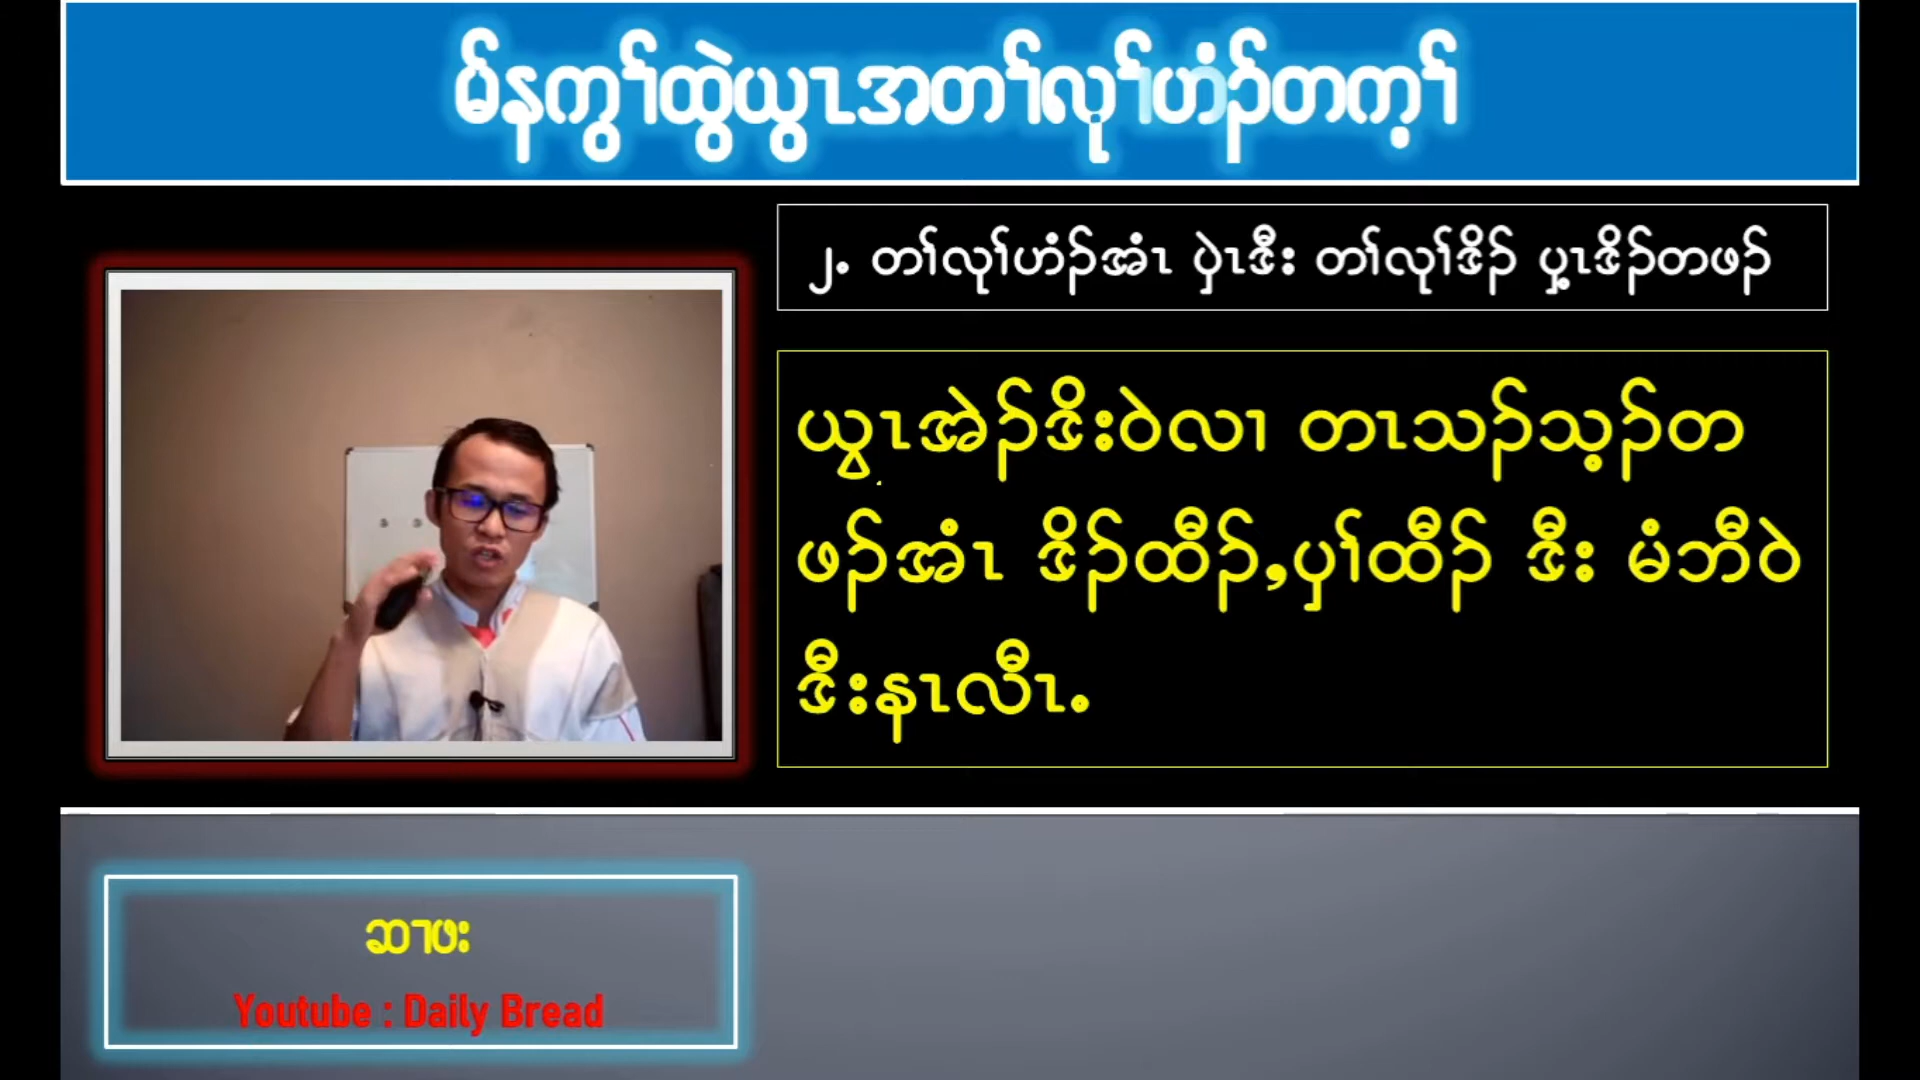 မ်နကွၢ်ထွဲယွၤအတၢ်လုၢ်ဟံၣ်တက့ၢ်
၂. တၢ်လုၢ်ဟံၣ်အံၤ ပှဲၤဒီး တၢ်လုၢ်ဒိၣ် ပှ့ၤဒိၣ်တဖၣ်
ယွၤအဲၣ်ဒိးဝဲလၢ တၤသၣ်သ့ၣ်တ
ဖၣ်အံၤ ဒိၣ်ထီၣ်,ပှၢ်ထီၣ် ဒီး မံဘီဝဲ
ဒီးနၤလီၤ.
ဆၢဖး
Youtube : Daily Bread